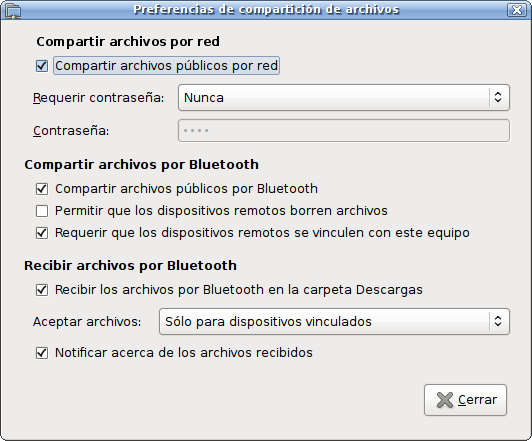 Preferencias de compartición de archivos
Compartir archivos por red
Compartir archivos públicos por red
Requerir contraseña: Nunca
Contraseña: ••••
Compartir archivos por Bluetooth
Compartir archivos públicos por Bluetooth
Permitir que los dispositivos remotos borren archivos
Requerir que los dispositivos remotos se vinculen con este equipo
Recibir archivos por Bluetooth
Recibir los archivos por Bluetooth en la carpeta Descargas
Aceptar archivos: Sólo para dispositivos vinculados
Notificar acerca de los archivos recibidos
Cerrar